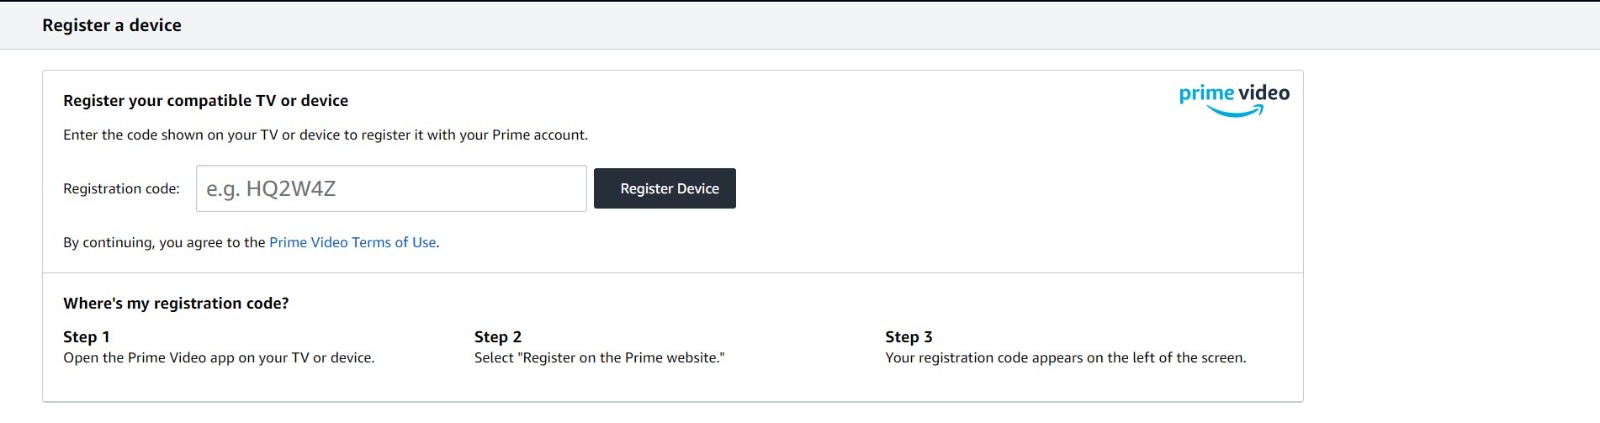 Register a device
Register your compatible TV or device
prime video
Enter the code shown on your TV or device to register it with your Prime account.
Registration code: e.g. HQ2W4Z Register Device
By continuing, you agree to the Prime Video Terms of Use.
Where's my registration code?
Step 1
Open the Prime Video app on your TV or device.
Step 2
Select "Register on the Prime website."
Step 3
Your registration code appears on the left of the screen.